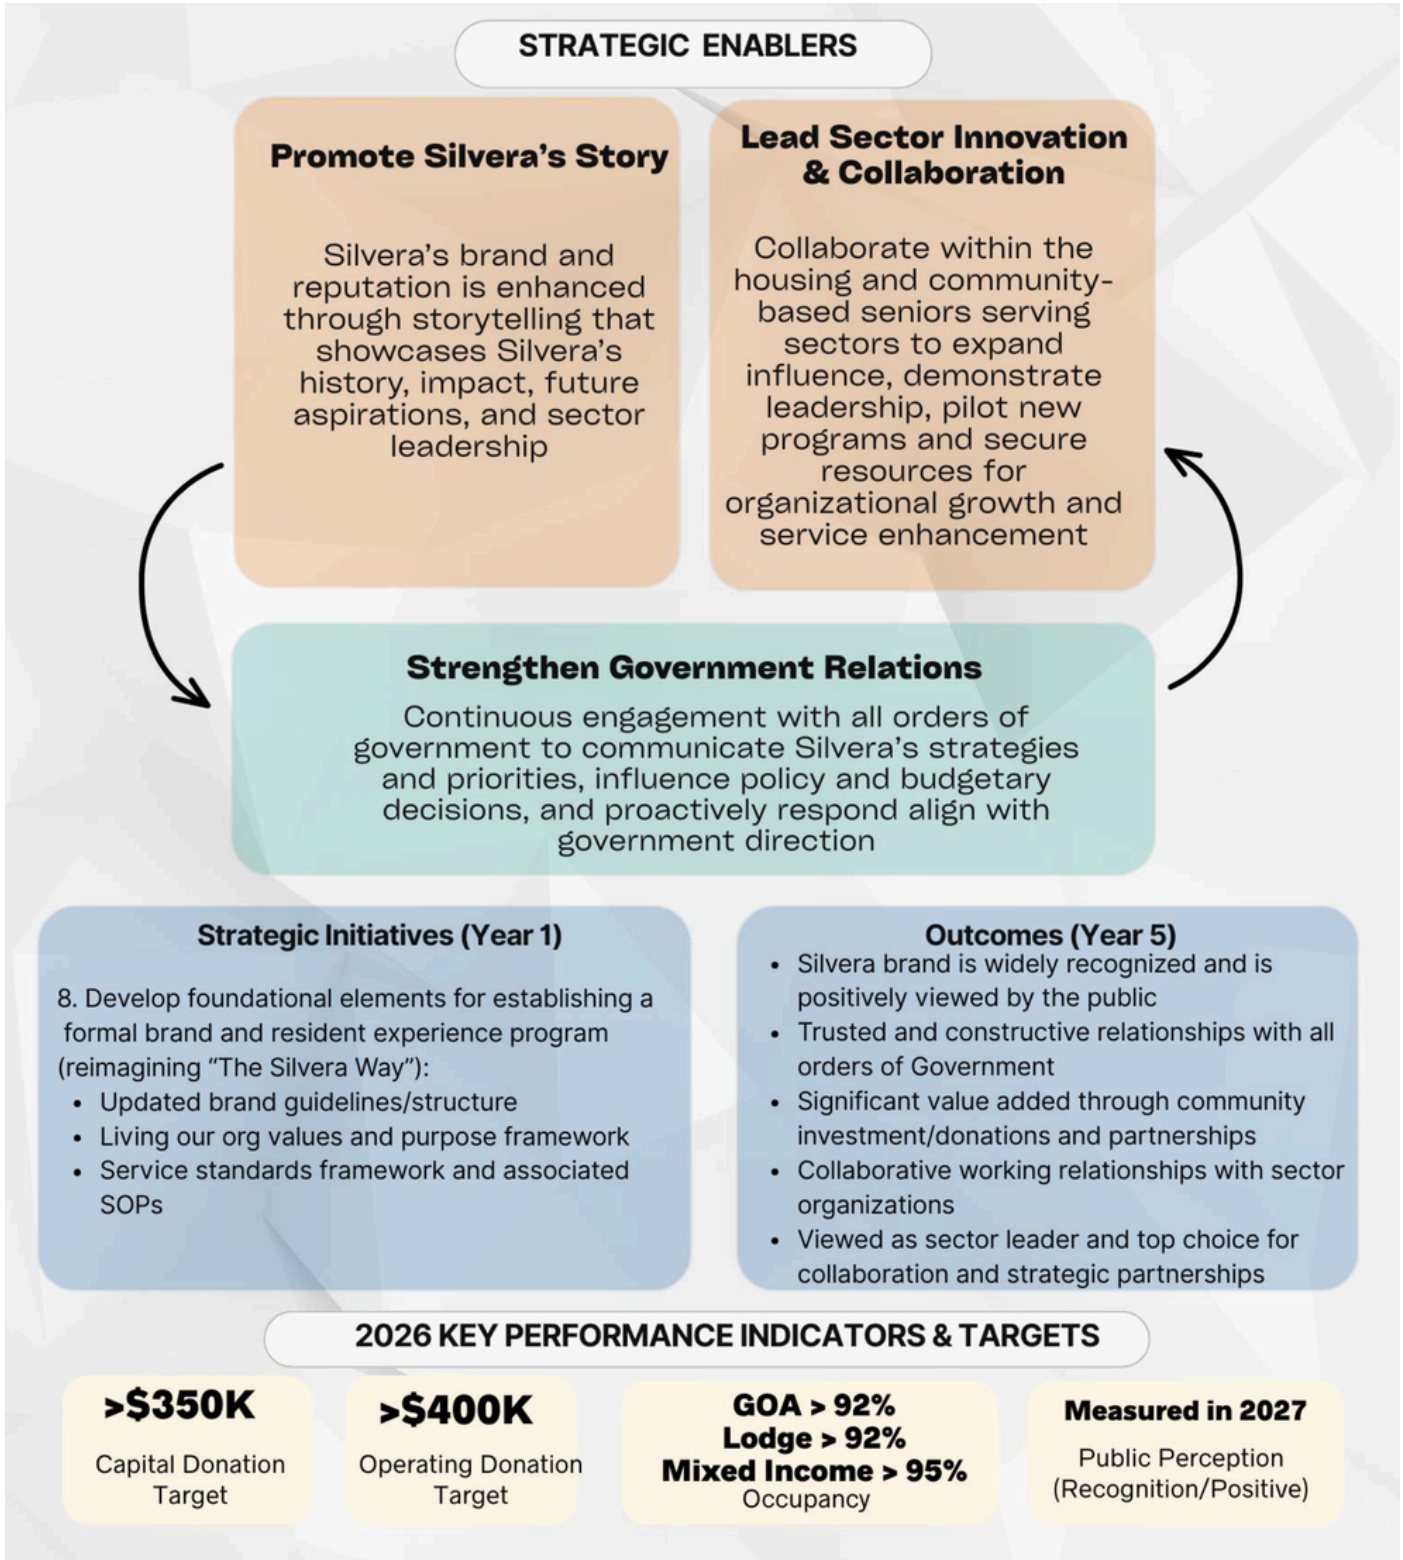 STRATEGIC ENABLERS
Promote Silvera's Story
Silvera's brand and
reputation is enhanced
through storytelling that
showcases Silvera's
history, impact, future
aspirations, and sector
leadership
Lead Sector Innovation
& Collaboration
Collaborate within the
housing and community-
based seniors serving
sectors to expand
influence, demonstrate
leadership, pilot new
programs and secure
resources for
organizational growth and
service enhancement
Strengthen Government Relations
Continuous engagement with all orders of
government to communicate Silvera's strategies
and priorities, influence policy and budgetary
decisions, and proactively respond align with
government direction
Strategic Initiatives (Year 1)
8. Develop foundational elements for establishing a
formal brand and resident experience program
(reimagining "The Silvera Way"):
• Updated brand guidelines/structure
• Living our org values and purpose framework
• Service standards framework and associated
SOPs
Outcomes (Year 5)
• Silvera brand is widely recognized and is
positively viewed by the public
• Trusted and constructive relationships with all
orders of Government
• Significant value added through community
investment/donations and partnerships
• Collaborative working relationships with sector
organizations
• Viewed as sector leader and top choice for
collaboration and strategic partnerships
2026 KEY PERFORMANCE INDICATORS & TARGETS
>$350K
Capital Donation
Target
>$400K
Operating Donation
Target
GOA > 92%
Lodge > 92%
Mixed Income > 95%
Occupancy
Measured in 2027
Public Perception
(Recognition/Positive)